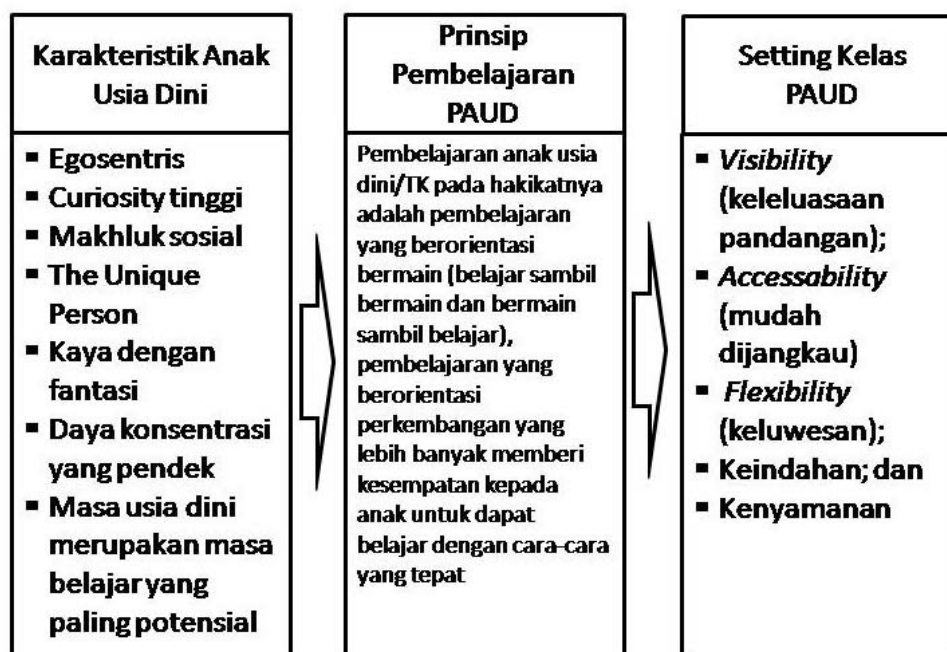 Karakteristik Anak
Usia Dini
▪ Egosentris
▪ Curiosity tinggi
▪ Makhluk sosial
▪ The Unique
Person
▪ Kaya dengan
fantasi
▪ Daya konsentrasi
yang pendek
▪ Masa usia dini
merupakan masa
belajar yang
paling potensial
Prinsip
Pembelajaran
PAUD
Pembelajaran anak usia
dini/TK pada hakikatnya
adalah pembelajaran
yang berorientasi
bermain (belajar sambil
bermain dan bermain
sambil belajar),
pembelajaran yang
berorientasi
perkembangan yang
lebih banyak memberi
kesempatan kepada
anak untuk dapat
belajar dengan cara-cara
yang tepat
Setting Kelas
PAUD
▪ Visibility
(keleluasaan
pandangan);
▪ Accessability
(mudah
dijangkau)
▪ Flexibility
(keluwesan);
▪ Keindahan; dan
▪ Kenyamanan